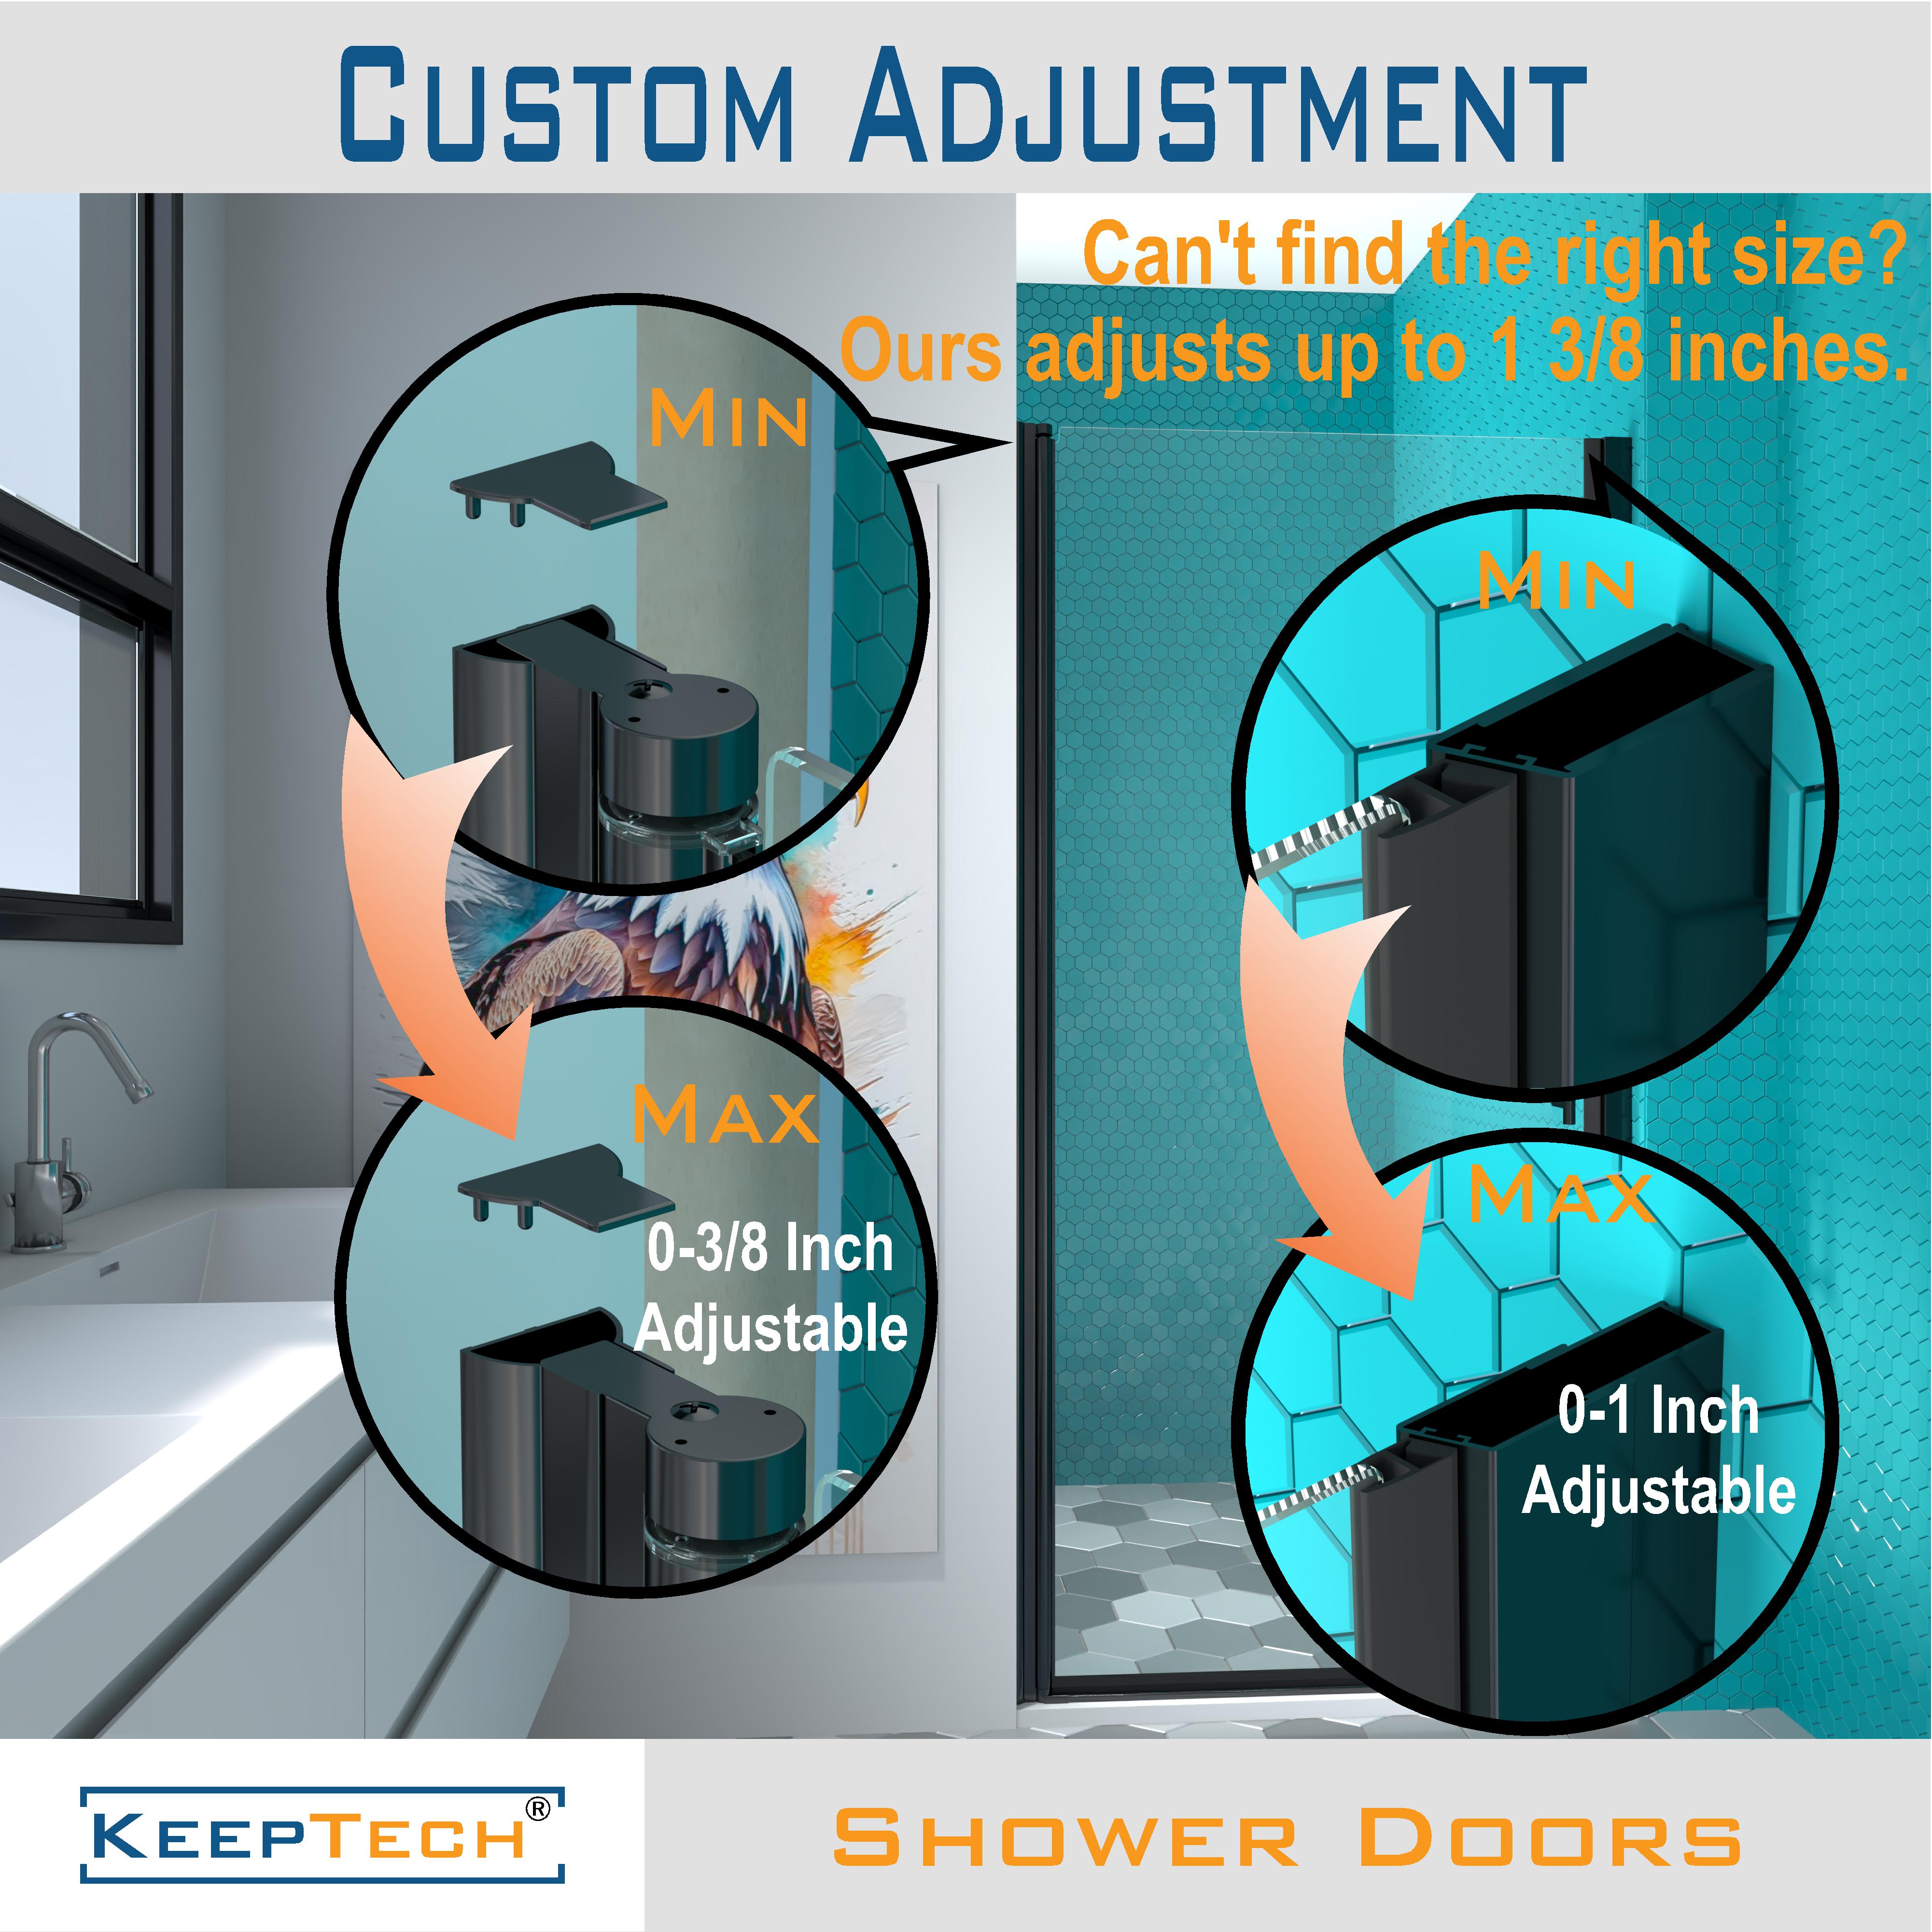 CUSTOM ADJUSTMENT
Can't find the right size?
Ours adjusts up to 1 3/8 inches.
MIN
MIN
MAX
0-3/8 Inch
Adjustable
MAX
0-1 Inch
Adjustable
KEEPTECH®
SHOWER DOORS